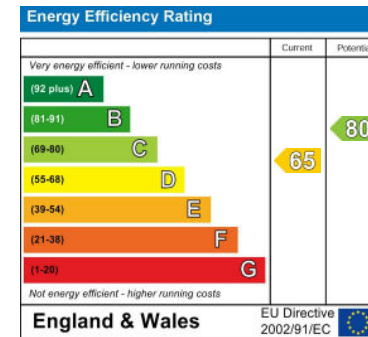 Energy Efficiency Rating
Current Potentia
Very energy efficient - lower running costs
(92 plus) A
(81-91) B
(69-80) C
(55-68) D
(39-54) E
(21-38) F
(1-20) G
65
80
Not energy efficient - higher running costs
England & Wales
EU Directive
2002/91/EC